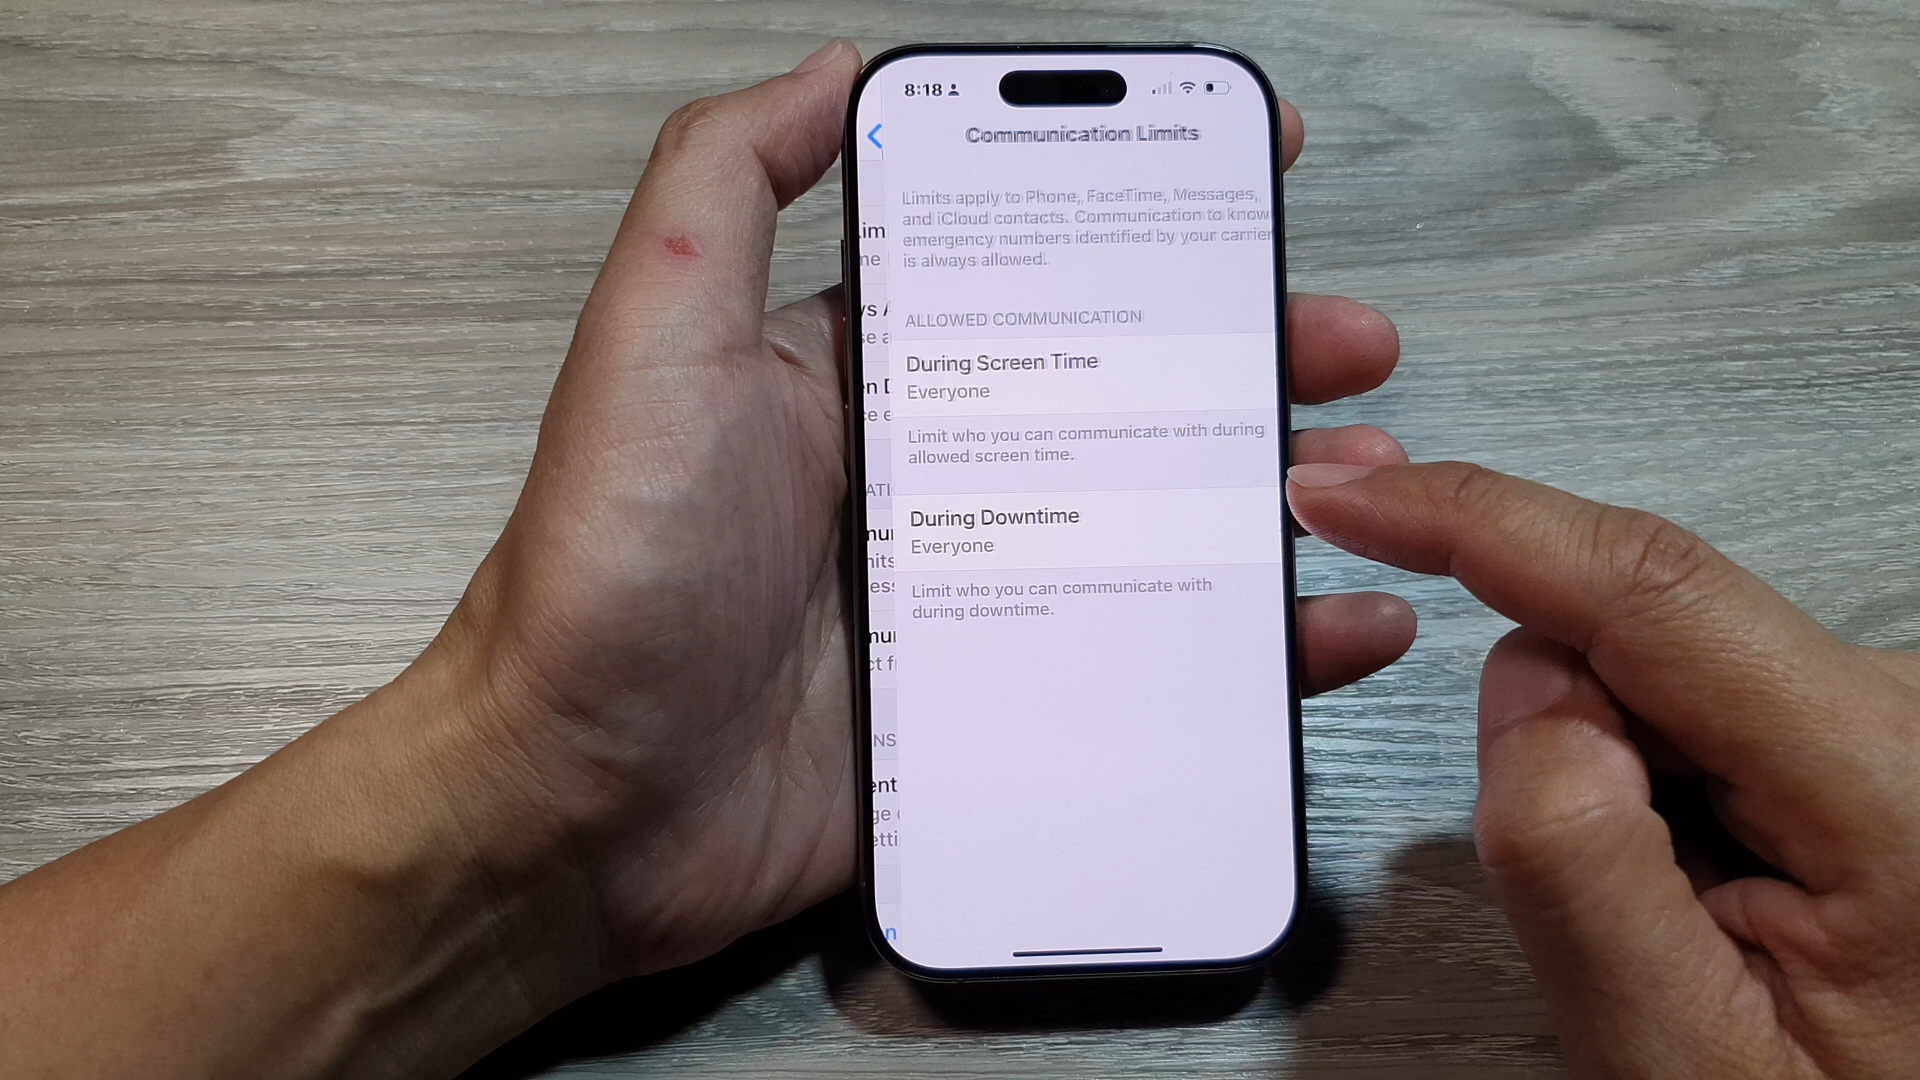 8:18
Communication Limits
Limits apply to Phone, FaceTime, Messages,
and iCloud contacts. Communication to know
emergency numbers identified by your carrier
is always allowed.
ALLOWED COMMUNICATION
During Screen Time
Everyone
Limit who you can communicate with during
allowed screen time.
During Downtime
Everyone
Limit who you can communicate with
during downtime.